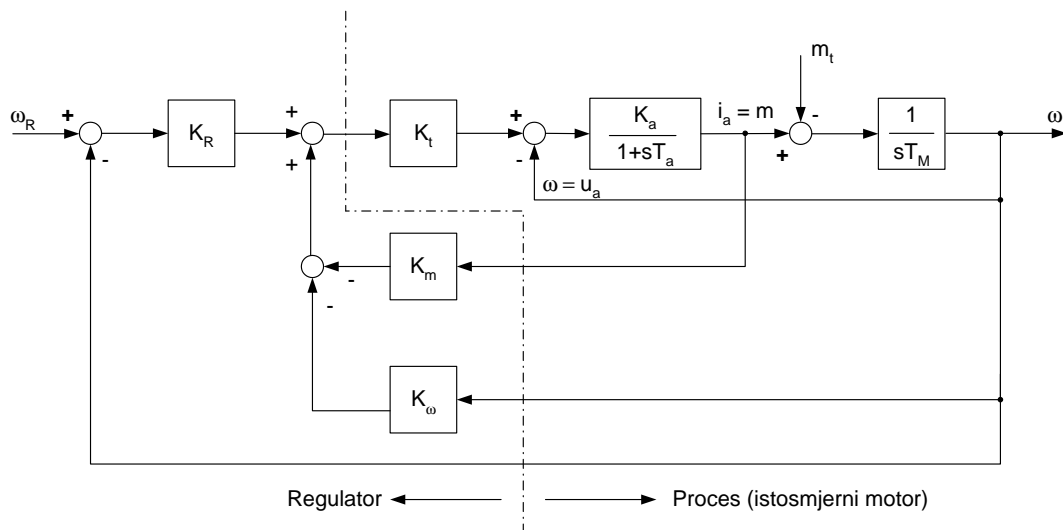 m_t
ω_R
+
-
K_R
+
+
K_t
+
-
K_a
1+sT_a
i_a = m
+
-
1
sT_M
ω
ω = u_a
K_m
-
-
K_ω
Regulator
Proces (istosmjerni motor)